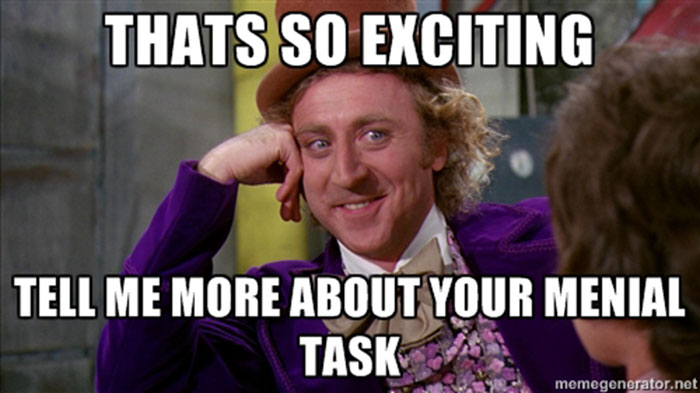 THATS SO EXCITING
TELL ME MORE ABOUT YOUR MENIAL
TASK
memegenerator.net